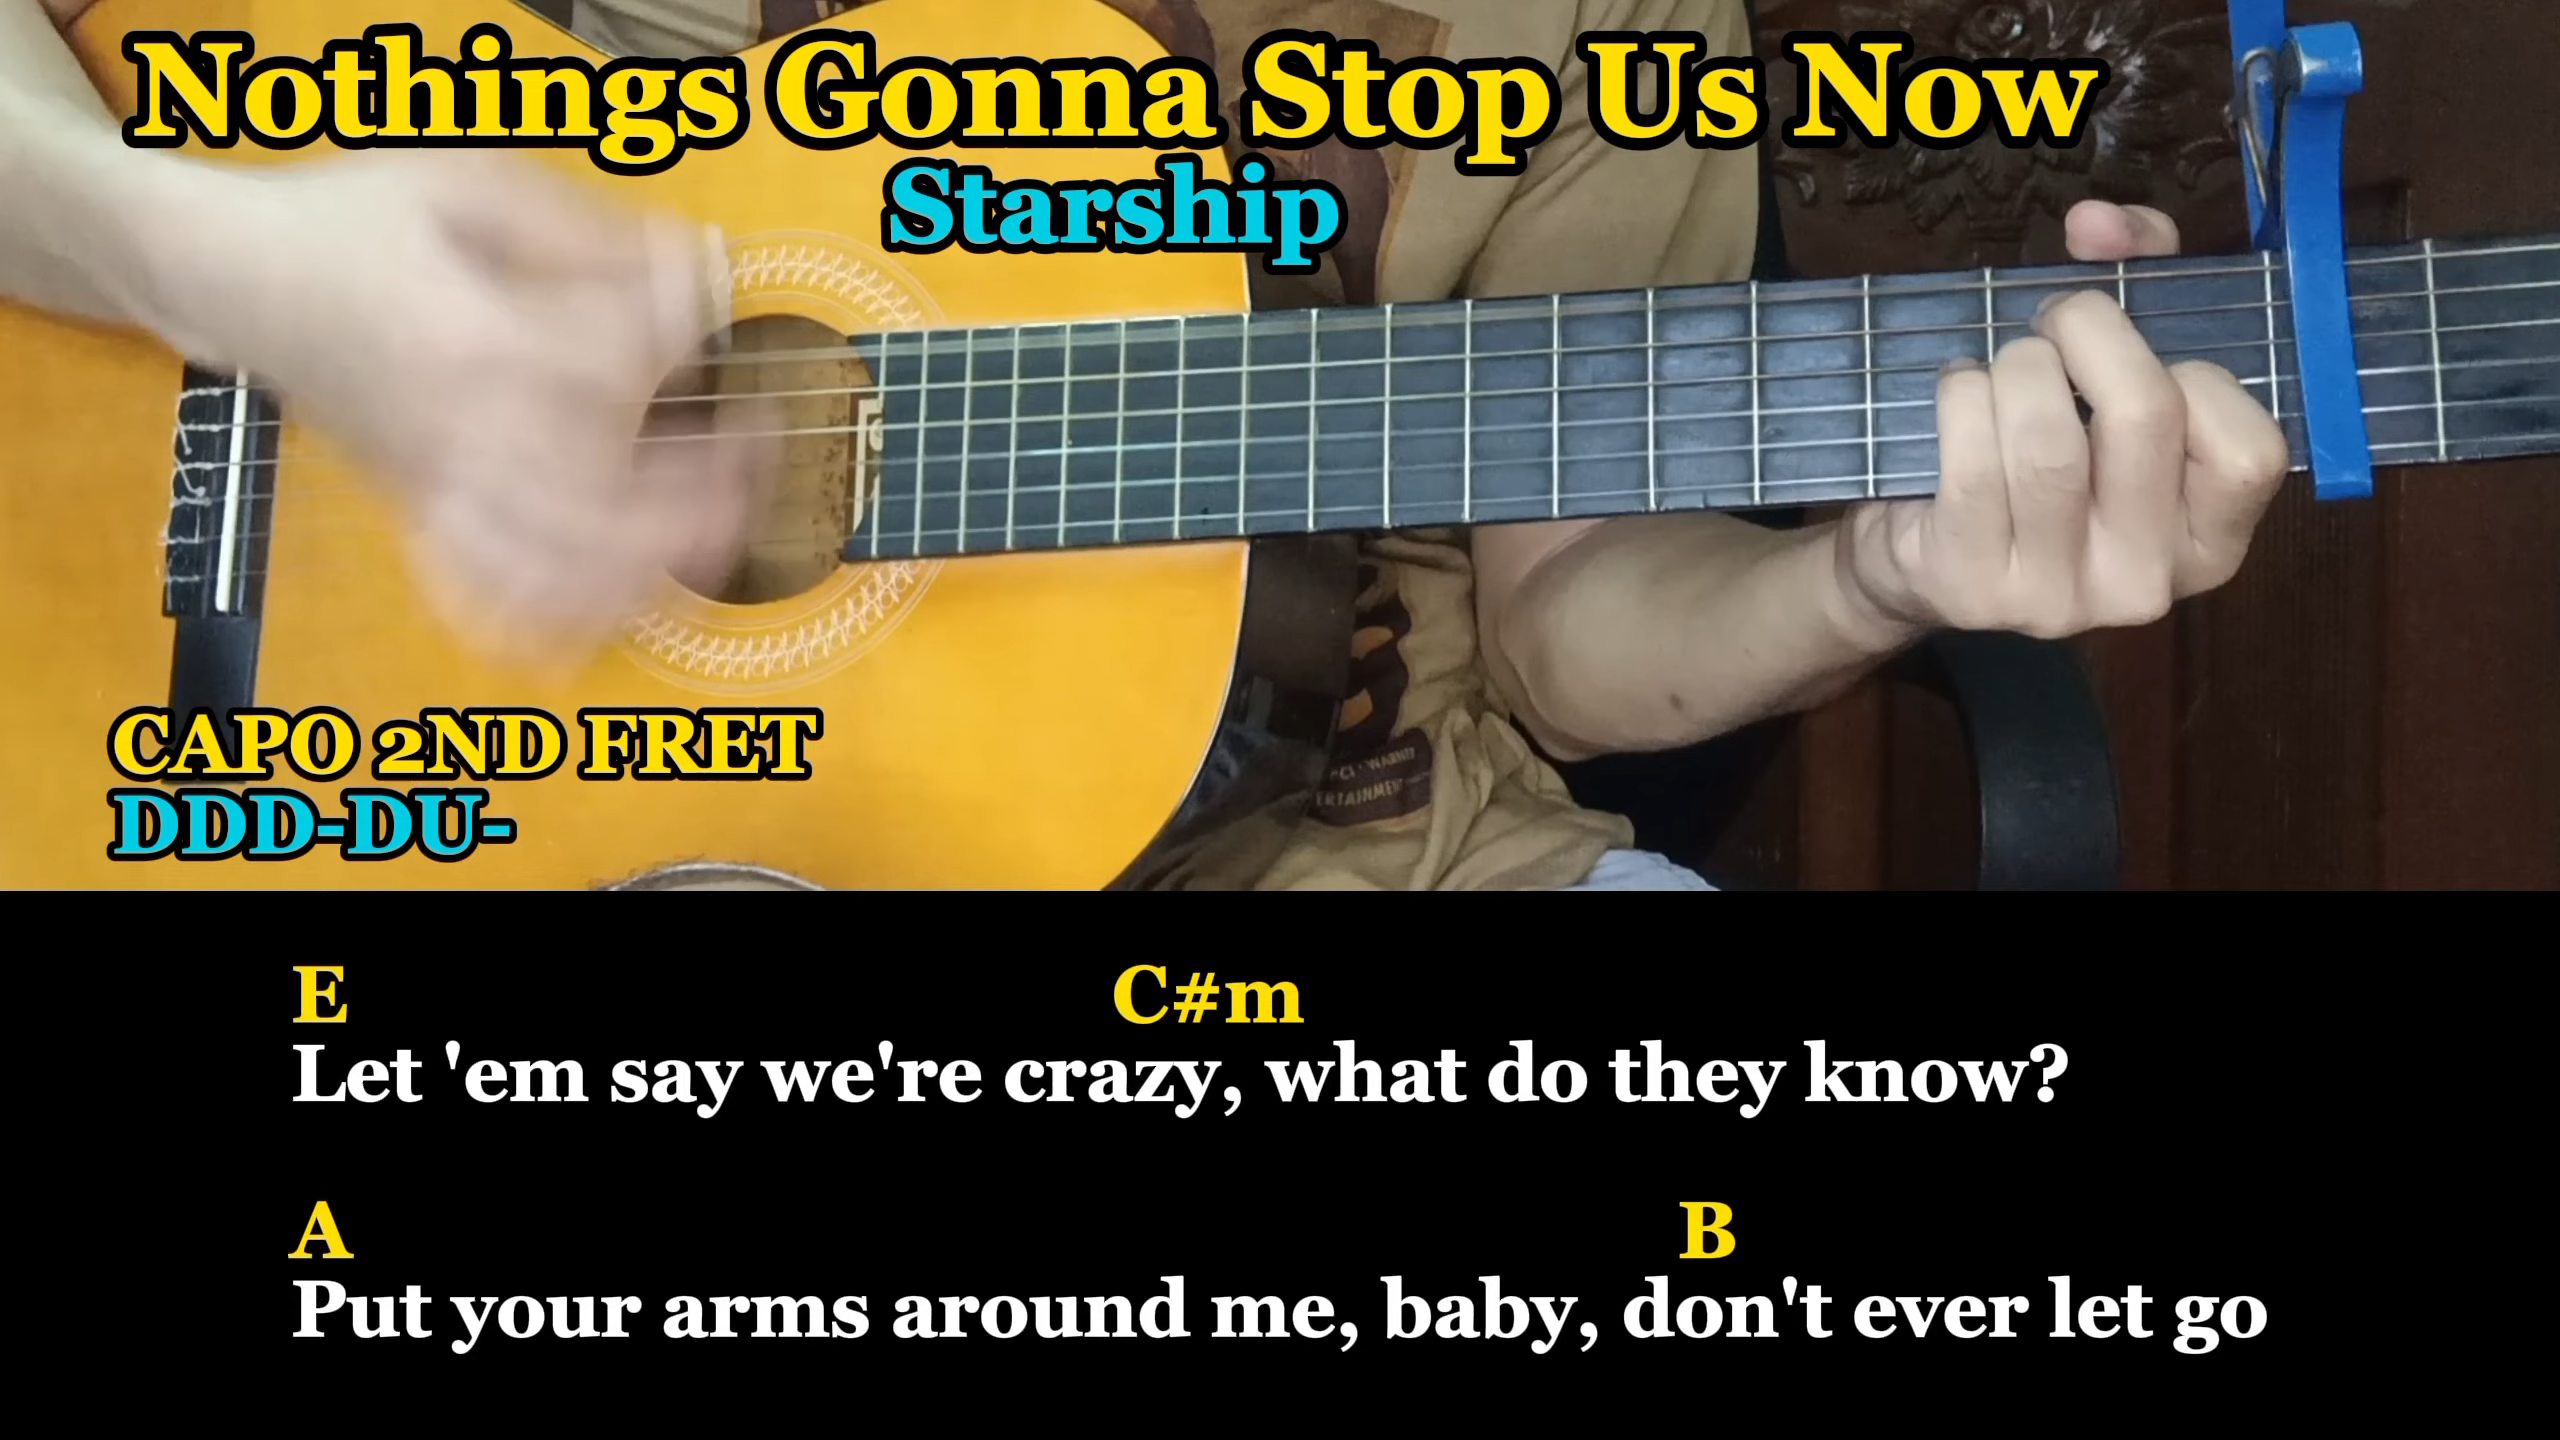 Nothings Gonna Stop Us Now
Starship
CAPO 2ND FRET
DDD-DU-
E C#m
Let 'em say we're crazy, what do they know?
A B
Put your arms around me, baby, don't ever let go